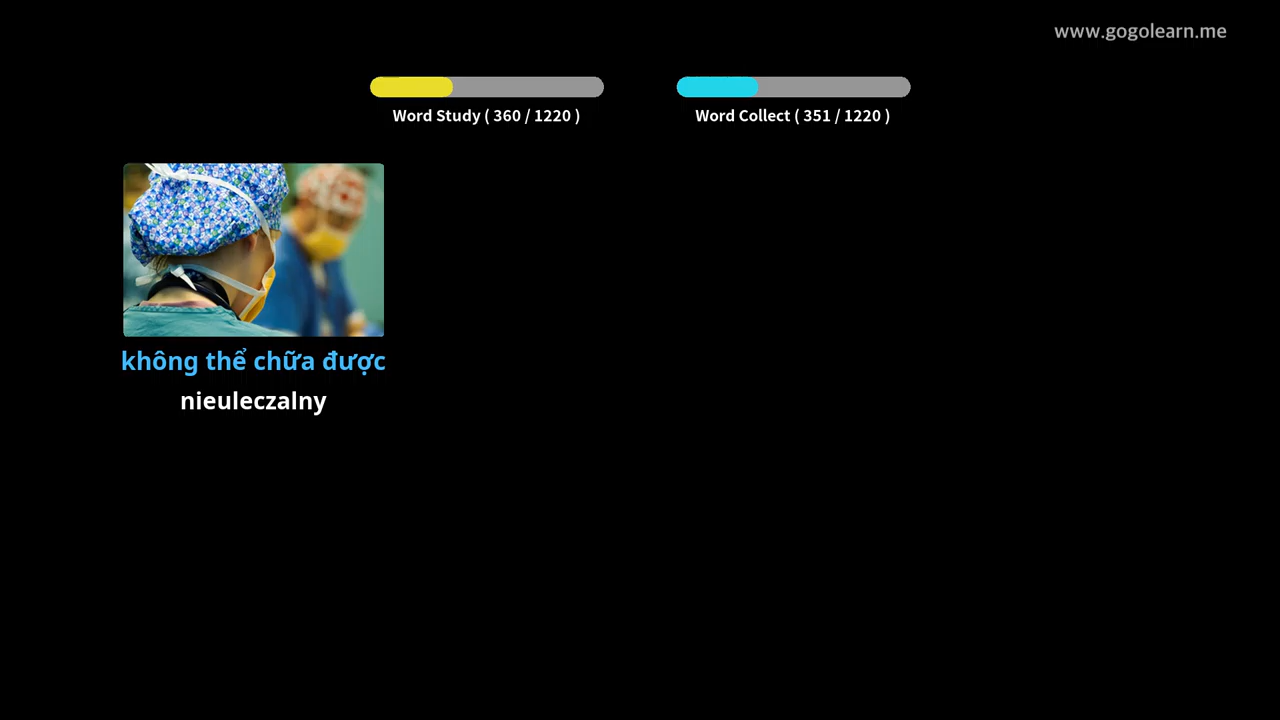 www.gogolearn.me
Word Study ( 360 / 1220 )
Word Collect ( 351 / 1220 )
không thể chữa được
nieuleczalny